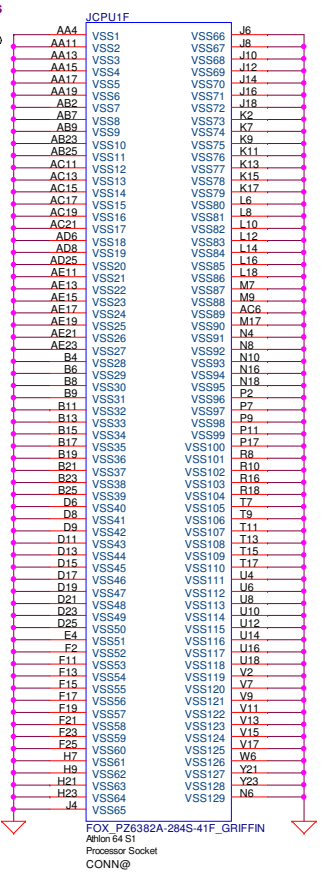 JCPU1F
AA4 VSS1 VSS66 J6
AA11 VSS2 VSS67 J8
AA13 VSS3 VSS68 J10
AA15 VSS4 VSS69 J12
AA17 VSS5 VSS70 J14
AA19 VSS6 VSS71 J16
AB2 VSS7 VSS72 J18
AB7 VSS8 VSS73 K2
AB9 VSS9 VSS74 K7
AB23 VSS10 VSS75 K9
AB25 VSS11 VSS76 K11
AC11 VSS12 VSS77 K13
AC13 VSS13 VSS78 K15
AC15 VSS14 VSS79 K17
AC17 VSS15 VSS80 L6
AC19 VSS16 VSS81 L8
AC21 VSS17 VSS82 L10
AD6 VSS18 VSS83 L12
AD8 VSS19 VSS84 L14
AD25 VSS20 VSS85 L16
AE11 VSS21 VSS86 L18
AE13 VSS22 VSS87 M7
AE15 VSS23 VSS88 M9
AE17 VSS24 VSS89 AC6
AE19 VSS25 VSS90 M17
AE21 VSS26 VSS91 N4
AE23 VSS27 VSS92 N8
B4 VSS28 VSS93 N10
B6 VSS29 VSS94 N16
B8 VSS30 VSS95 N18
B9 VSS31 VSS96 P2
B11 VSS32 VSS97 P7
B13 VSS33 VSS98 P9
B15 VSS34 VSS99 P11
B17 VSS35 VSS100 P17
B19 VSS36 VSS101 R8
B21 VSS37 VSS102 R10
B23 VSS38 VSS103 R16
B25 VSS39 VSS104 R18
D6 VSS40 VSS105 T7
D8 VSS41 VSS106 T9
D9 VSS42 VSS107 T11
D11 VSS43 VSS108 T13
D13 VSS44 VSS109 T15
D15 VSS45 VSS110 T17
D17 VSS46 VSS111 U4
D19 VSS47 VSS112 U6
D21 VSS48 VSS113 U8
D23 VSS49 VSS114 U10
D25 VSS50 VSS115 U12
E4 VSS51 VSS116 U14
F2 VSS52 VSS117 U16
F11 VSS53 VSS118 U18
F13 VSS54 VSS119 V2
F15 VSS55 VSS120 V7
F17 VSS56 VSS121 V9
F19 VSS57 VSS122 V11
F21 VSS58 VSS123 V13
F23 VSS59 VSS124 V15
F25 VSS60 VSS125 V17
H7 VSS61 VSS126 W6
H9 VSS62 VSS127 Y21
H21 VSS63 VSS128 Y23
H23 VSS64 VSS129 N6
J4 VSS65
FOX_PZ6382A-284S-41F_GRIFFIN
Athlon 64 S1
Processor Socket
CONN@